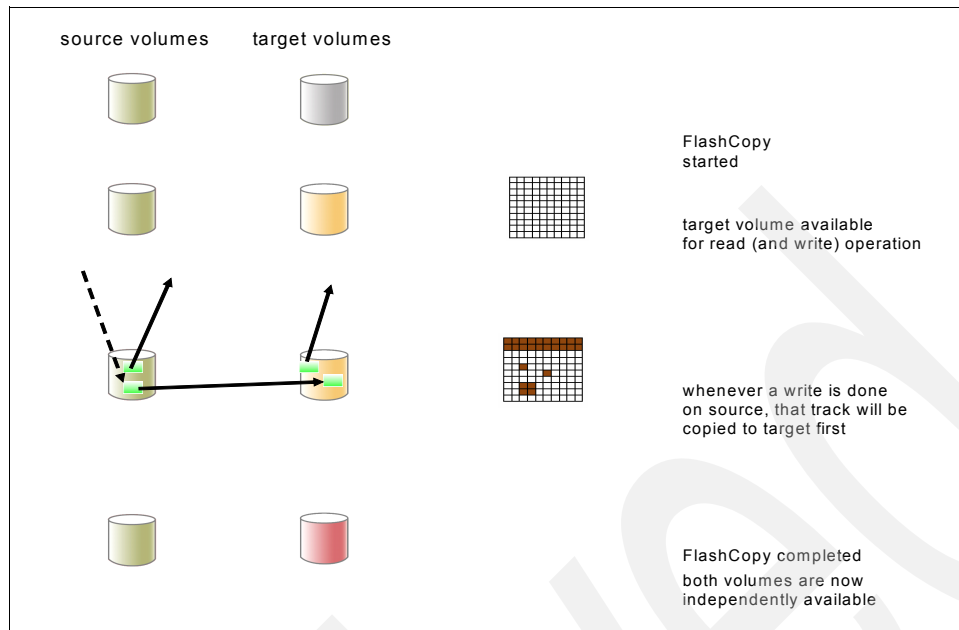 source volumes target volumes
FlashCopy
started
target volume available
for read (and write) operation
whenever a write is done
on source, that track will be
copied to target first
FlashCopy completed
both volumes are now
independently available